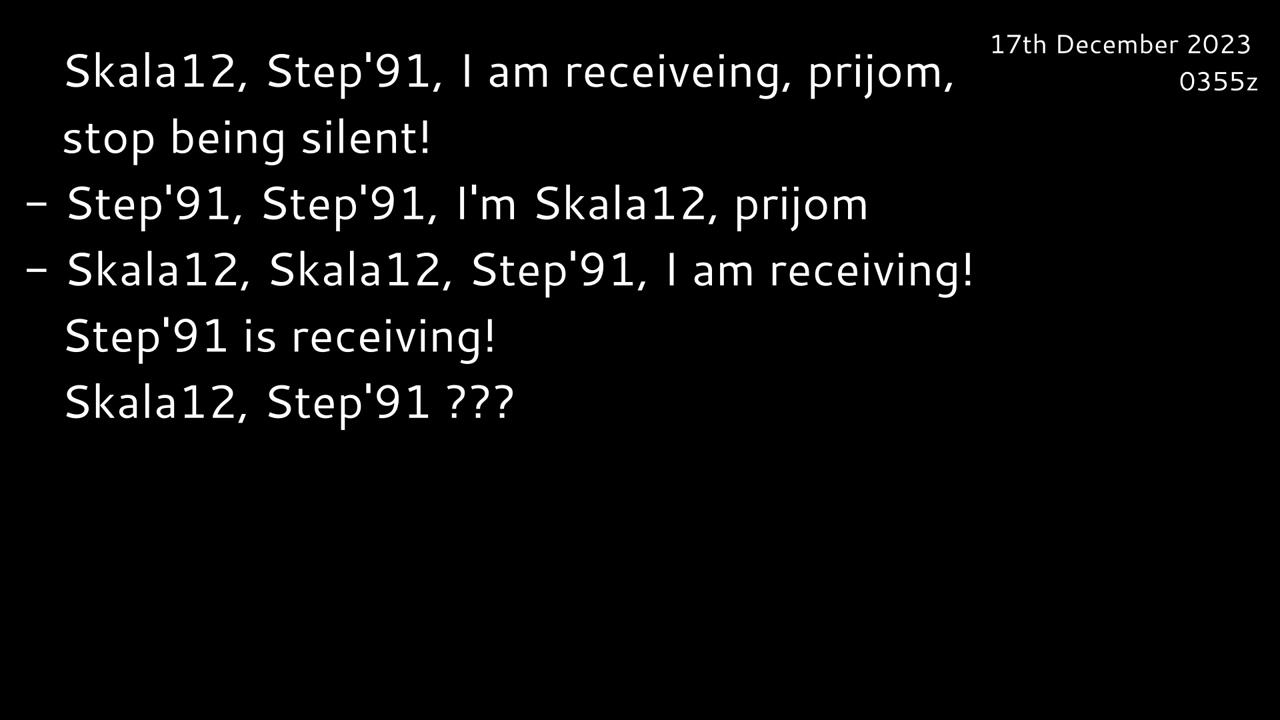 17th December 2023
0355z
Skala12, Step'91, I am receiveing, prijom,
stop being silent!
- Step'91, Step'91, I'm Skala12, prijom
- Skala12, Skala12, Step'91, I am receiving!
Step'91 is receiving!
Skala12, Step'91 ???